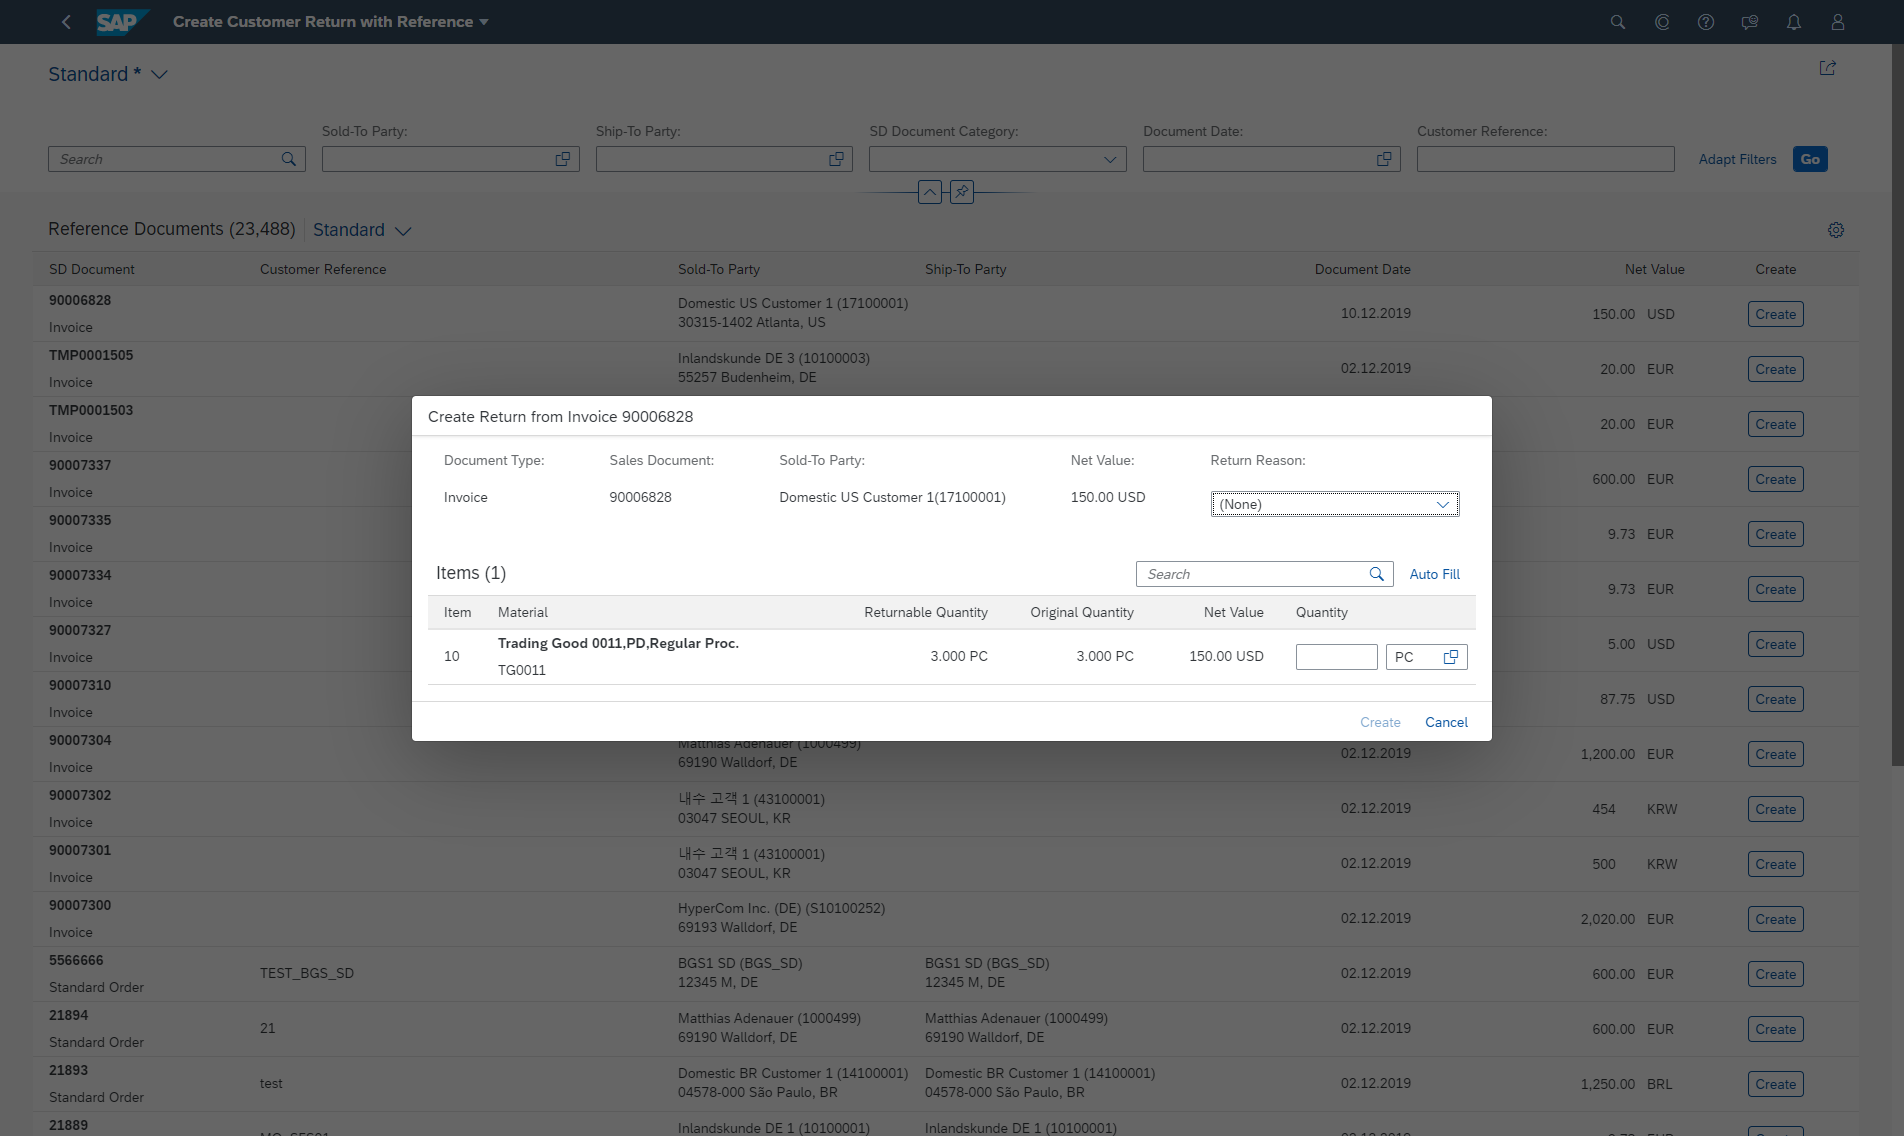 SAP Create Customer Return with Reference
Standard *
Sold-To Party: Ship-To Party: SD Document Category: Document Date: Customer Reference:
Search Adapt Filters Go
Reference Documents (23,488) Standard
SD Document Customer Reference Sold-To Party Ship-To Party Document Date Net Value Create
90006828
Invoice
Domestic US Customer 1 (17100001)
30315-1402 Atlanta, US
10.12.2019 150.00 USD Create
TMP0001505
Invoice
Inlandskunde DE 3 (10100003)
55257 Budenheim, DE
02.12.2019 20.00 EUR Create
TMP0001503
Invoice
20.00 EUR Create
90007337
Invoice
600.00 EUR Create
90007335
Invoice
9.73 EUR Create
90007334
Invoice
9.73 EUR Create
90007327
Invoice
5.00 USD Create
90007310
Invoice
87.75 USD Create
Create Return from Invoice 90006828
Document Type: Sales Document: Sold-To Party: Net Value: Return Reason:
Invoice 90006828 Domestic US Customer 1(17100001) 150.00 USD (None)
Items (1) Search Auto Fill
Item Material Returnable Quantity Original Quantity Net Value Quantity
Trading Good 0011,PD,Regular Proc.
10 3.000 PC 3.000 PC 150.00 USD PC
TG0011
Create Cancel
90007304
Invoice
Matthias Adenauer (1000499)
69190 Walldorf, DE
02.12.2019 1,200.00 EUR Create
90007302
Invoice
내수 고객 1 (43100001)
03047 SEOUL, KR
02.12.2019 454 KRW Create
90007301
Invoice
내수 고객 1 (43100001)
03047 SEOUL, KR
02.12.2019 500 KRW Create
90007300
Invoice
HyperCom Inc. (DE) (S10100252)
69193 Walldorf, DE
02.12.2019 2,020.00 EUR Create
5566666
Standard Order
TEST_BGS_SD
BGS1 SD (BGS_SD)
12345 M, DE
BGS1 SD (BGS_SD)
12345 M, DE
02.12.2019 600.00 EUR Create
21894
Standard Order
21
Matthias Adenauer (1000499)
69190 Walldorf, DE
Matthias Adenauer (1000499)
69190 Walldorf, DE
02.12.2019 600.00 EUR Create
21893
Standard Order
test
Domestic BR Customer 1 (14100001)
04578-000 São Paulo, BR
Domestic BR Customer 1 (14100001)
04578-000 São Paulo, BR
02.12.2019 1,250.00 BRL Create
21889
Inlandskunde DE 1 (10100001)
Inlandskunde DE 1 (10100001)